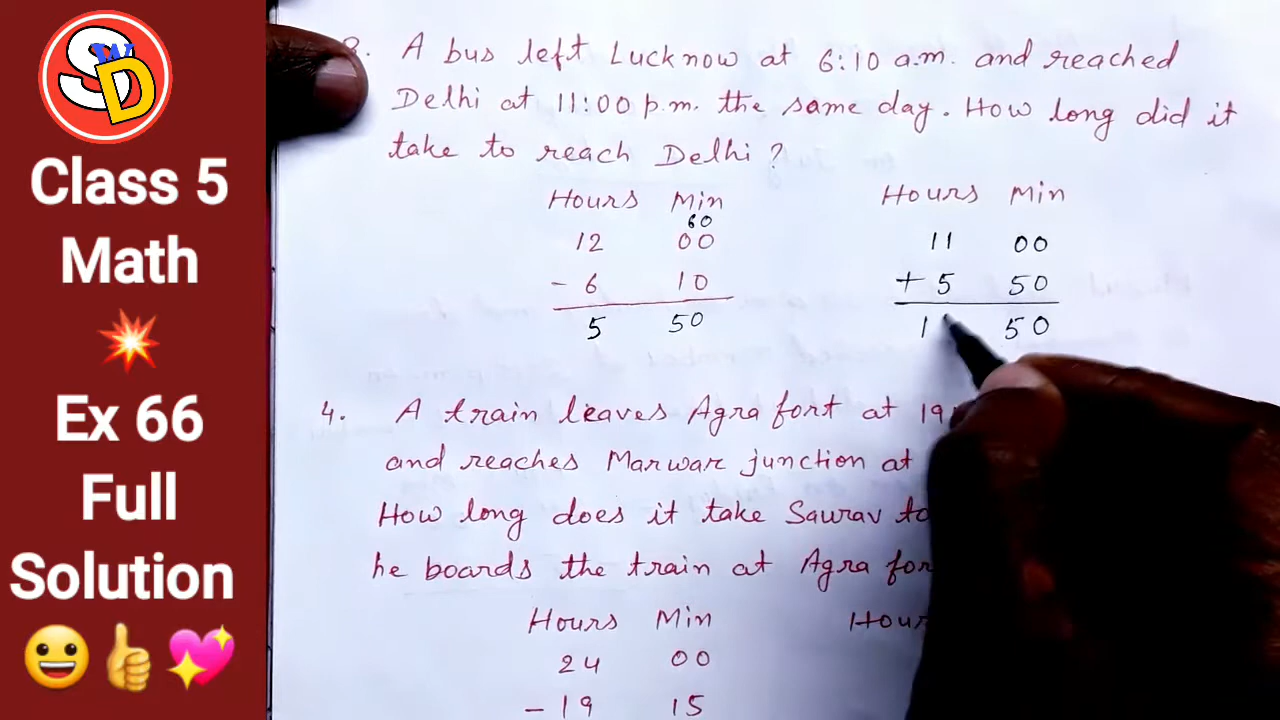 SWD
Class 5
Math
Ex 66
Full
Solution
A bus left Lucknow at 6:10 a.m. and reached
Delhi at 11:00 p.m. the same day. How long did it
take to reach Delhi ?
Hours Min Hours Min
60
12 00 11 00
- 6 10 + 5 50
5 50 1 50
4. A train leaves Agra fort at 19
and reaches Marwar junction at
How long does it take Saurav to
he boards the train at Agra
Hours Min
24 00
- 19 15